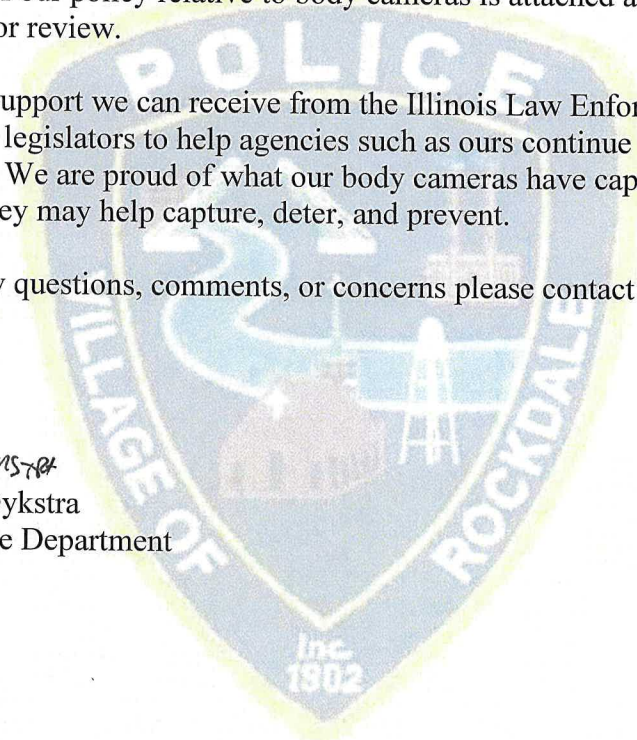 our policy relative to body cameras is attached a
or review.
upport we can receive from the Illinois Law Enfor
legislators to help agencies such as ours continue
We are proud of what our body cameras have cap
ey may help capture, deter, and prevent.
y questions, comments, or concerns please contact
ykstra
e Department
POLICE
VILLAGE OF
ROCKDALE
Inc.
1902